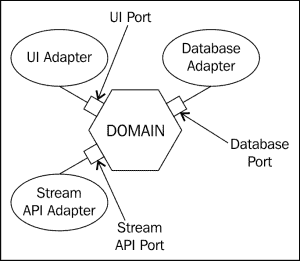 UI Port
UI Adapter
Database
Adapter
DOMAIN
Database
Port
Stream
API Adapter
Stream
API Port